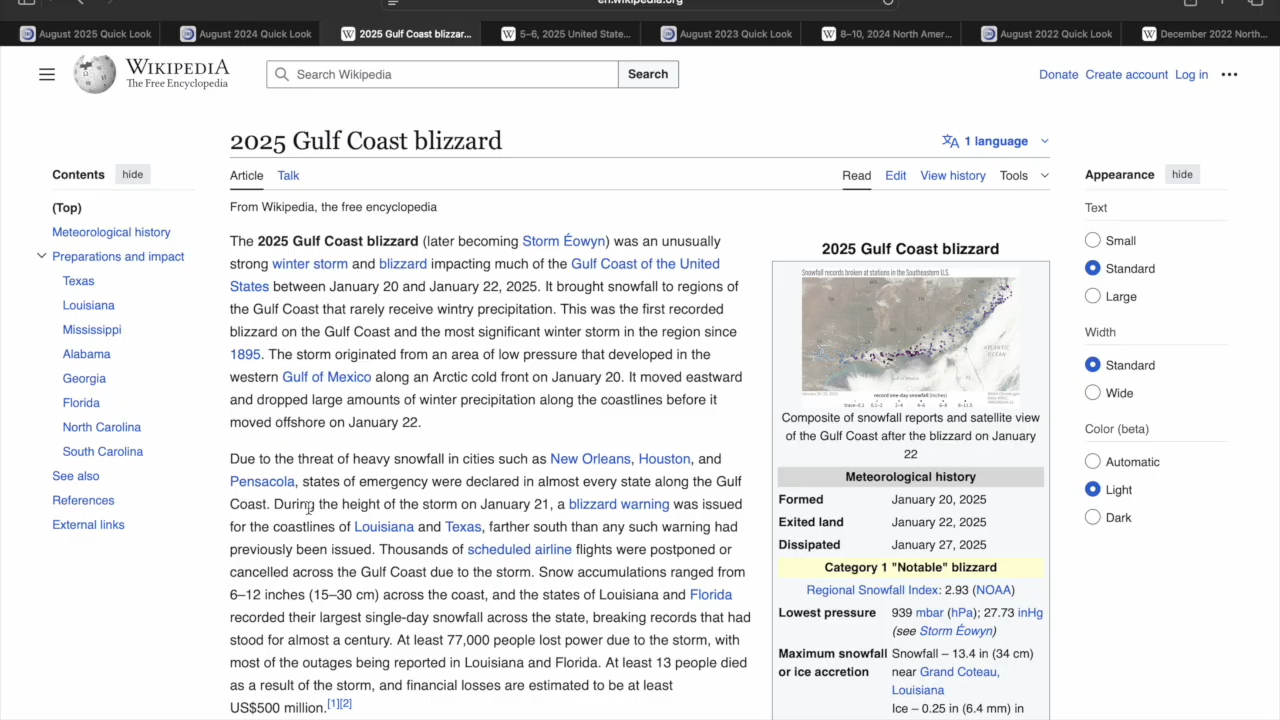 en.wikipedia.org
August 2025 Quick Look
August 2024 Quick Look
2025 Gulf Coast blizzar...
5–6, 2025 United State...
August 2023 Quick Look
8–10, 2024 North Amer...
August 2022 Quick Look
December 2022 North...
WIKIPEDIA
The Free Encyclopedia
Search Wikipedia
Search
Donate Create account Log in
2025 Gulf Coast blizzard
1 language
Article Talk
Read Edit View history Tools
From Wikipedia, the free encyclopedia
Contents hide
(Top)
Meteorological history
Preparations and impact
Texas
Louisiana
Mississippi
Alabama
Georgia
Florida
North Carolina
South Carolina
See also
References
External links
The 2025 Gulf Coast blizzard (later becoming Storm Éowyn) was an unusually
strong winter storm and blizzard impacting much of the Gulf Coast of the United
States between January 20 and January 22, 2025. It brought snowfall to regions of
the Gulf Coast that rarely receive wintry precipitation. This was the first recorded
blizzard on the Gulf Coast and the most significant winter storm in the region since
1895. The storm originated from an area of low pressure that developed in the
western Gulf of Mexico along an Arctic cold front on January 20. It moved eastward
and dropped large amounts of winter precipitation along the coastlines before it
moved offshore on January 22.
Due to the threat of heavy snowfall in cities such as New Orleans, Houston, and
Pensacola, states of emergency were declared in almost every state along the Gulf
Coast. During the height of the storm on January 21, a blizzard warning was issued
for the coastlines of Louisiana and Texas, farther south than any such warning had
previously been issued. Thousands of scheduled airline flights were postponed or
cancelled across the Gulf Coast due to the storm. Snow accumulations ranged from
6–12 inches (15–30 cm) across the coast, and the states of Louisiana and Florida
recorded their largest single-day snowfall across the state, breaking records that had
stood for almost a century. At least 77,000 people lost power due to the storm, with
most of the outages being reported in Louisiana and Florida. At least 13 people died
as a result of the storm, and financial losses are estimated to be at least
US$500 million.[1][2]
2025 Gulf Coast blizzard
Snowfall records broken at stations in the Southeastern U.S.
ATLANTIC
OCEAN
record one-day snowfall (inches)
Composite of snowfall reports and satellite view
of the Gulf Coast after the blizzard on January
22
Meteorological history
Formed January 20, 2025
Exited land January 22, 2025
Dissipated January 27, 2025
Category 1 "Notable" blizzard
Regional Snowfall Index: 2.93 (NOAA)
Lowest pressure 939 mbar (hPa); 27.73 inHg
(see Storm Éowyn)
Maximum snowfall Snowfall – 13.4 in (34 cm)
or ice accretion near Grand Coteau,
Louisiana
Ice – 0.25 in (6.4 mm) in
Appearance hide
Text
Small
Standard
Large
Width
Standard
Wide
Color (beta)
Automatic
Light
Dark